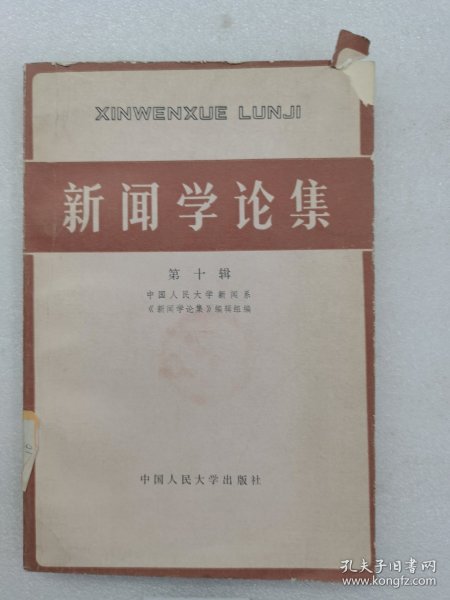 XINWENXUE LUNJI
新闻学论集
第十辑
中国人民大学新闻系
《新闻学论集》编辑组编
中国人民大学出版社
孔夫子旧书网
www.kongfz.com